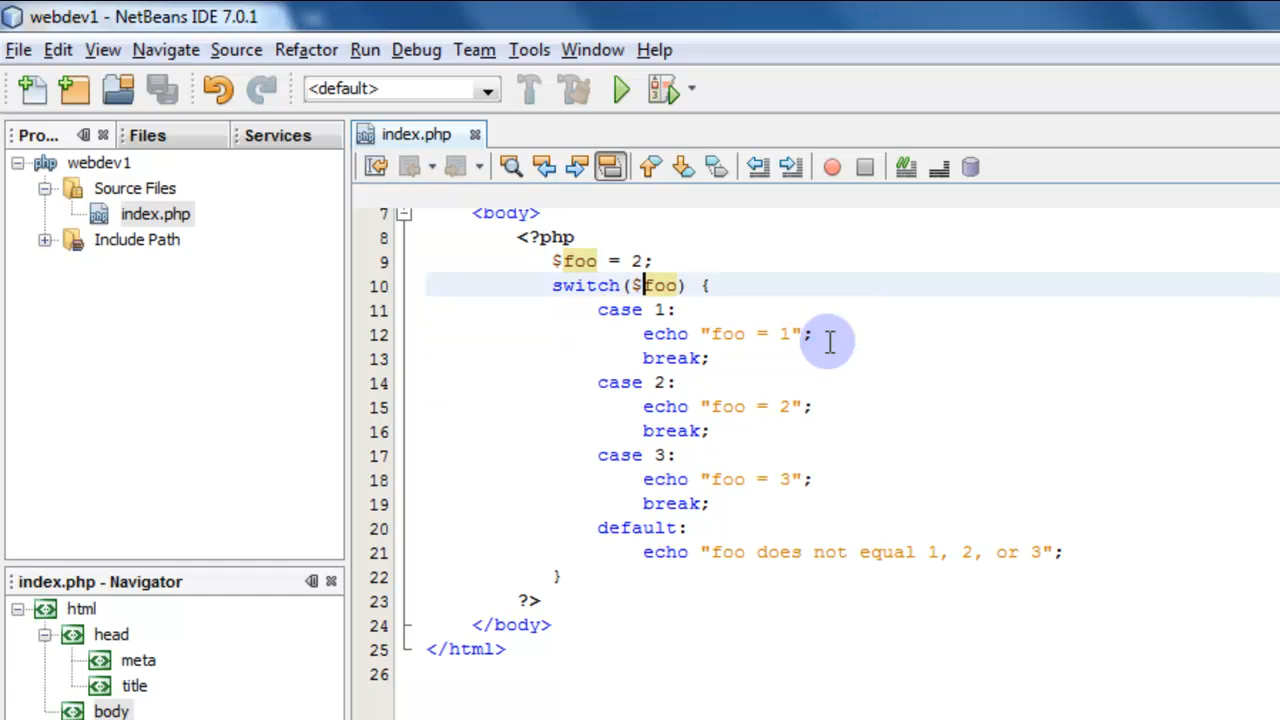 webdev1 - NetBeans IDE 7.0.1
File Edit View Navigate Source Refactor Run Debug Team Tools Window Help
<default>
Pro... Files Services
index.php
webdev1
Source Files
index.php
Include Path
7 <body>
8 <?php
9 $foo = 2;
10 switch($foo) {
11 case 1:
12 echo "foo = 1";
13 break;
14 case 2:
15 echo "foo = 2";
16 break;
17 case 3:
18 echo "foo = 3";
19 break;
20 default:
21 echo "foo does not equal 1, 2, or 3";
22 }
23 ?>
24 </body>
25 </html>
26
index.php - Navigator
html
head
meta
title
body